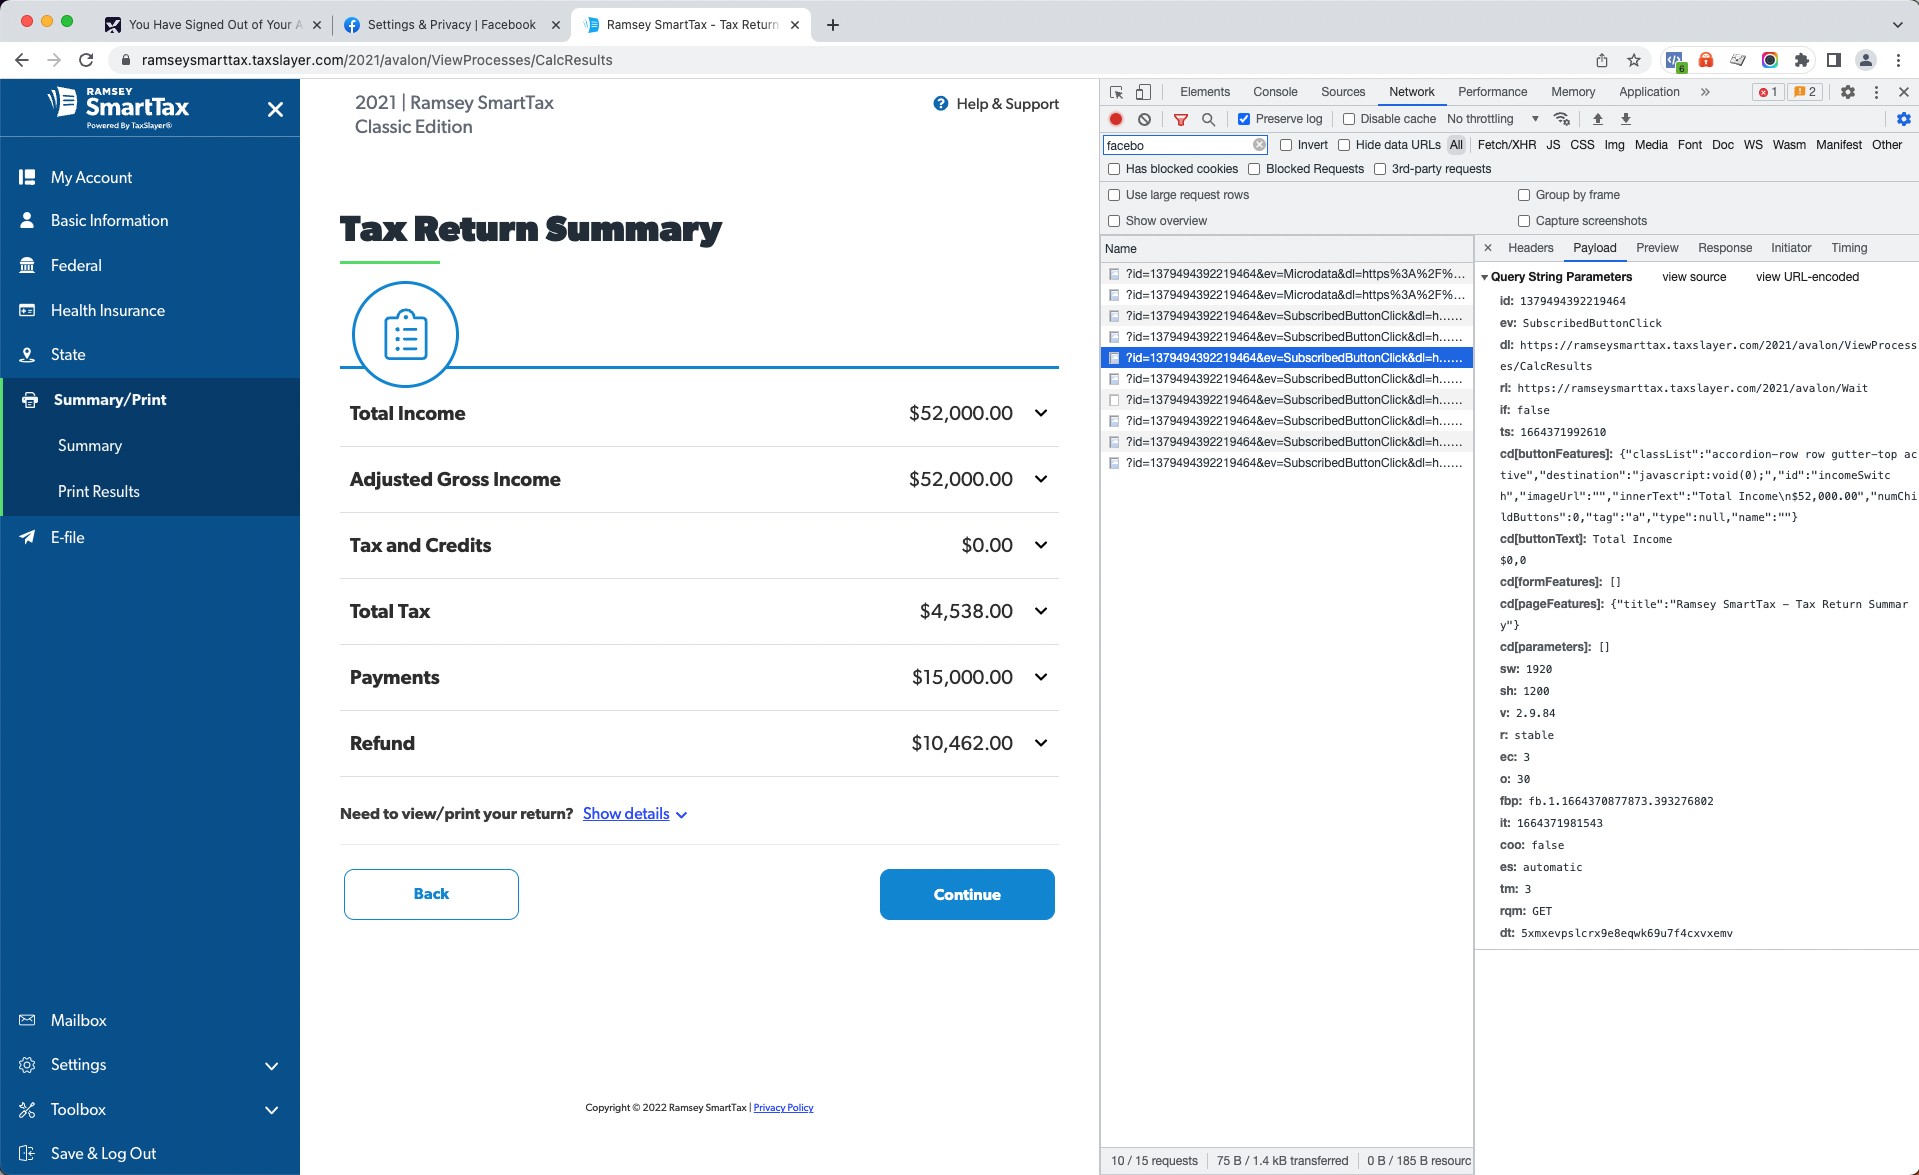 You Have Signed Out of Your A
Settings & Privacy | Facebook
Ramsey SmartTax - Tax Return
ramseysmarttax.taxslayer.com/2021/avalon/ViewProcesses/CalcResults
6
RAMSEY
SmartTax
Powered By TaxSlayer®
My Account
Basic Information
Federal
Health Insurance
State
Summary/Print
Summary
Print Results
E-file
Mailbox
Settings
Toolbox
Save & Log Out
2021 | Ramsey SmartTax
Classic Edition
Help & Support
Tax Return Summary
Total Income $52,000.00
Adjusted Gross Income $52,000.00
Tax and Credits $0.00
Total Tax $4,538.00
Payments $15,000.00
Refund $10,462.00
Need to view/print your return? Show details
Back
Continue
Copyright © 2022 Ramsey SmartTax | Privacy Policy
Elements Console Sources Network Performance Memory Application » 1 2
Preserve log Disable cache No throttling
facebo Invert Hide data URLs All Fetch/XHR JS CSS Img Media Font Doc WS Wasm Manifest Other
Has blocked cookies Blocked Requests 3rd-party requests
Use large request rows Group by frame
Show overview Capture screenshots
Name
?id=1379494392219464&ev=Microdata&dl=https%3A%2F%...
?id=1379494392219464&ev=Microdata&dl=https%3A%2F%...
?id=1379494392219464&ev=SubscribedButtonClick&dl=h......
?id=1379494392219464&ev=SubscribedButtonClick&dl=h......
?id=1379494392219464&ev=SubscribedButtonClick&dl=h......
?id=1379494392219464&ev=SubscribedButtonClick&dl=h......
?id=1379494392219464&ev=SubscribedButtonClick&dl=h......
?id=1379494392219464&ev=SubscribedButtonClick&dl=h......
?id=1379494392219464&ev=SubscribedButtonClick&dl=h......
?id=1379494392219464&ev=SubscribedButtonClick&dl=h......
10 / 15 requests 75 B / 1.4 kB transferred 0 B / 185 B resourc
Headers Payload Preview Response Initiator Timing
Query String Parameters view source view URL-encoded
id: 1379494392219464
ev: SubscribedButtonClick
dl: https://ramseysmarttax.taxslayer.com/2021/avalon/ViewProcess
es/CalcResults
rl: https://ramseysmarttax.taxslayer.com/2021/avalon/Wait
if: false
ts: 1664371992610
cd[buttonFeatures]: {"classList":"accordion-row row gutter-top ac
tive","destination":"javascript:void(0);","id":"incomeSwitc
h","imageUrl":"","innerText":"Total Income\n$52,000.00","numChi
ldButtons":0,"tag":"a","type":null,"name":""}
cd[buttonText]: Total Income
$0,0
cd[formFeatures]: []
cd[pageFeatures]: {"title":"Ramsey SmartTax – Tax Return Summar
y"}
cd[parameters]: []
sw: 1920
sh: 1200
v: 2.9.84
r: stable
ec: 3
o: 30
fbp: fb.1.1664370877873.393276802
it: 1664371981543
coo: false
es: automatic
tm: 3
rqm: GET
dt: 5xmxevpslcrx9e8eqwk69u7f4cxvxemv